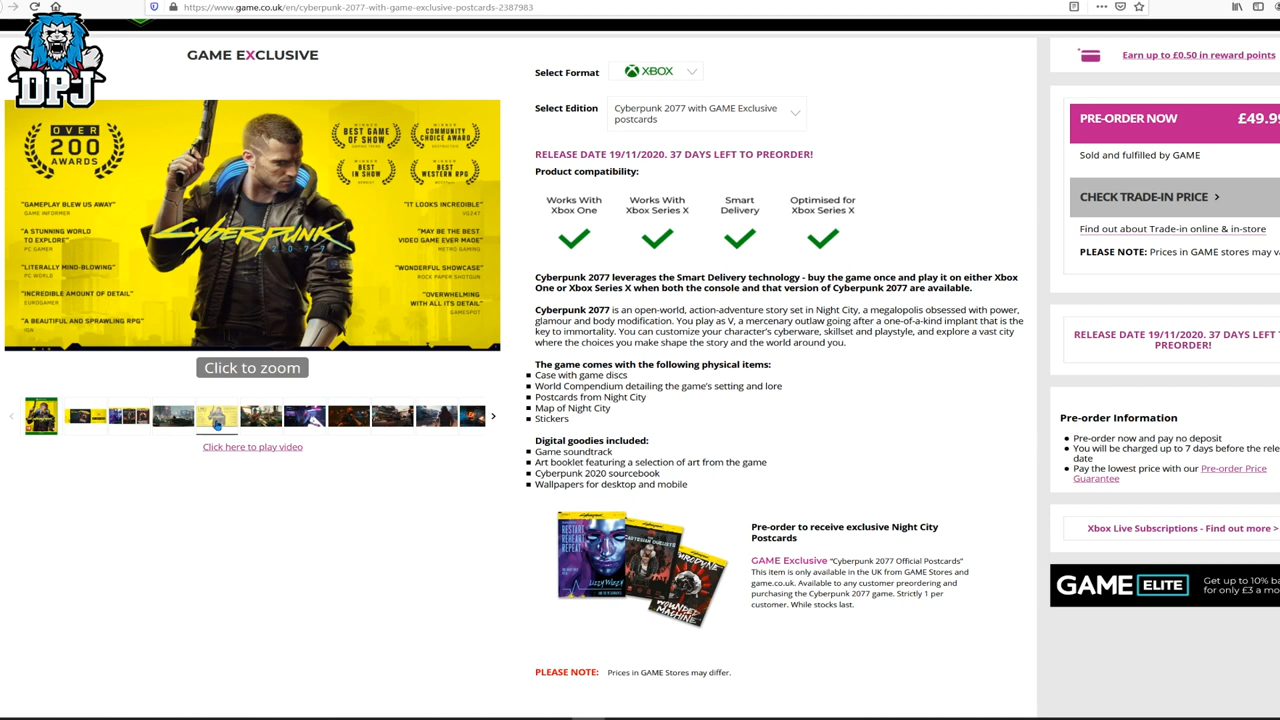 https://www.game.co.uk/en/cyberpunk-2077-with-game-exclusive-postcards-2387983
DPJ
GAME EXCLUSIVE
OVER
200
AWARDS
WINNER
BEST GAME
OF SHOW
WINNER
COMMUNITY
CHOICE AWARD
WINNER
BEST
IN SHOW
WINNER
BEST
WESTERN RPG
"GAMEPLAY BLEW US AWAY"
GAME INFORMER
"A STUNNING WORLD
TO EXPLORE"
PC GAMER
"LITERALLY MIND-BLOWING"
PC WORLD
"INCREDIBLE AMOUNT OF DETAIL"
EUROGAMER
"A BEAUTIFUL AND SPRAWLING RPG"
IGN
CYBERPUNK
2077
"IT LOOKS INCREDIBLE"
VG247
"MAY BE THE BEST
VIDEO GAME EVER MADE"
METRO GAMING
"WONDERFUL SHOWCASE"
ROCK PAPER SHOTGUN
"OVERWHELMING
WITH ALL ITS DETAIL"
GAMESPOT
Click to zoom
Click here to play video
Select Format
XBOX
Select Edition
Cyberpunk 2077 with GAME Exclusive
postcards
RELEASE DATE 19/11/2020. 37 DAYS LEFT TO PREORDER!
Product compatibility:
Works With
Xbox One
Works With
Xbox Series X
Smart
Delivery
Optimised for
Xbox Series X
Cyberpunk 2077 leverages the Smart Delivery technology - buy the game once and play it on either Xbox
One or Xbox Series X when both the console and that version of Cyberpunk 2077 are available.
Cyberpunk 2077 is an open-world, action-adventure story set in Night City, a megalopolis obsessed with power,
glamour and body modification. You play as V, a mercenary outlaw going after a one-of-a-kind implant that is the
key to immortality. You can customize your character's cyberware, skillset and playstyle, and explore a vast city
where the choices you make shape the story and the world around you.
The game comes with the following physical items:
Case with game discs
World Compendium detailing the game's setting and lore
Postcards from Night City
Map of Night City
Stickers
Digital goodies included:
Game soundtrack
Art booklet featuring a selection of art from the game
Cyberpunk 2020 sourcebook
Wallpapers for desktop and mobile
RESTART.
REHEART.
REPEAT.
LIZZY WIZZY
CARTESIAN DUELISTS
WOUNDED
MACHINE
Pre-order to receive exclusive Night City
Postcards
GAME Exclusive "Cyberpunk 2077 Official Postcards"
This item is only available in the UK from GAME Stores and
game.co.uk. Available to any customer preordering and
purchasing the Cyberpunk 2077 game. Strictly 1 per
customer. While stocks last.
PLEASE NOTE: Prices in GAME Stores may differ.
Earn up to £0.50 in reward points
PRE-ORDER NOW £49.99
Sold and fulfilled by GAME
CHECK TRADE-IN PRICE >
Find out about Trade-in online & in-store
PLEASE NOTE: Prices in GAME stores may va
RELEASE DATE 19/11/2020. 37 DAYS LEFT TO
PREORDER!
Pre-order Information
Pre-order now and pay no deposit
You will be charged up to 7 days before the rele
date
Pay the lowest price with our Pre-order Price
Guarantee
Xbox Live Subscriptions - Find out more >
GAME ELITE
Get up to 10% ba
for only £3 a mo